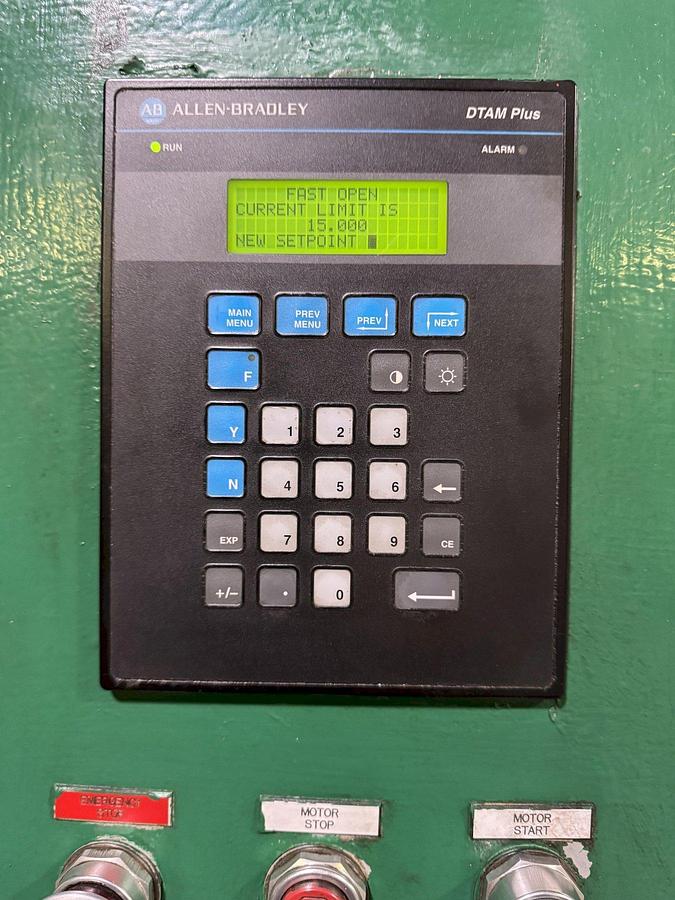 AB ALLEN-BRADLEY
DTAM Plus
RUN
ALARM
FAST OPEN
CURRENT LIMIT IS
15.000
NEW SETPOINT
MAIN
MENU
PREV
MENU
PREV
NEXT
F
Y 1 2 3
N 4 5 6
EXP 7 8 9 CE
+/- . 0
EMERGENCY
STOP
MOTOR
STOP
MOTOR
START